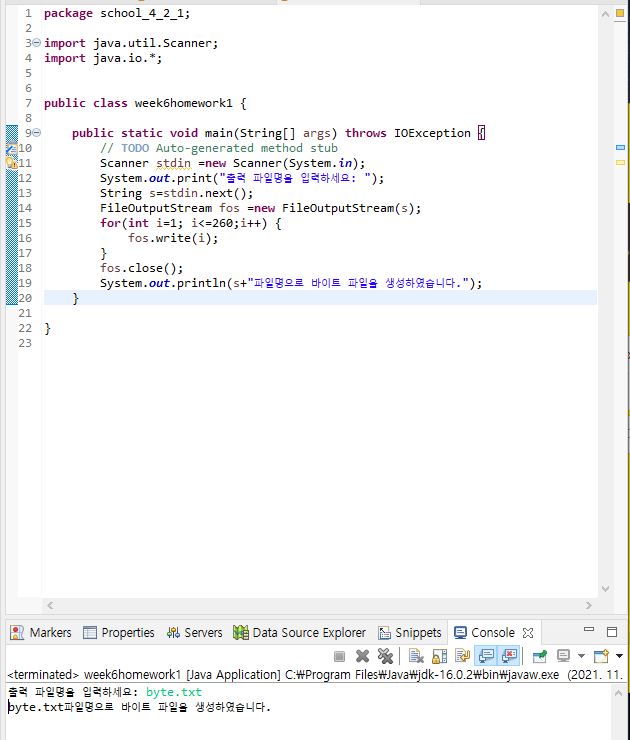 1 package school_4_2_1;
2
3 import java.util.Scanner;
4 import java.io.*;
5
6
7 public class week6homework1 {
8
9 public static void main(String[] args) throws IOException {
10 // TODO Auto-generated method stub
11 Scanner stdin =new Scanner(System.in);
12 System.out.print("출력 파일명을 입력하세요: ");
13 String s=stdin.next();
14 FileOutputStream fos =new FileOutputStream(s);
15 for(int i=1; i<=260;i++) {
16 fos.write(i);
17 }
18 fos.close();
19 System.out.println(s+"파일명으로 바이트 파일을 생성하였습니다.");
20 }
21
22 }
23
Markers Properties Servers Data Source Explorer Snippets Console
<terminated> week6homework1 [Java Application] C:₩Program Files₩Java₩jdk-16.0.2₩bin₩javaw.exe (2021. 11.
출력 파일명을 입력하세요: byte.txt
byte.txt파일명으로 바이트 파일을 생성하였습니다.